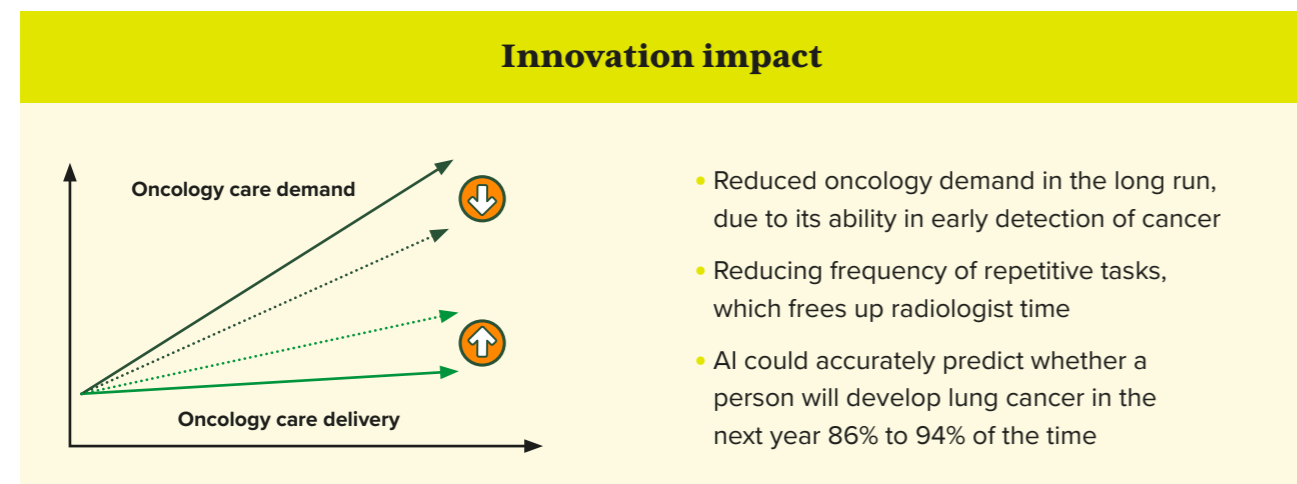 Innovation impact
Oncology care demand
Oncology care delivery
• Reduced oncology demand in the long run,
due to its ability in early detection of cancer
• Reducing frequency of repetitive tasks,
which frees up radiologist time
• AI could accurately predict whether a
person will develop lung cancer in the
next year 86% to 94% of the time